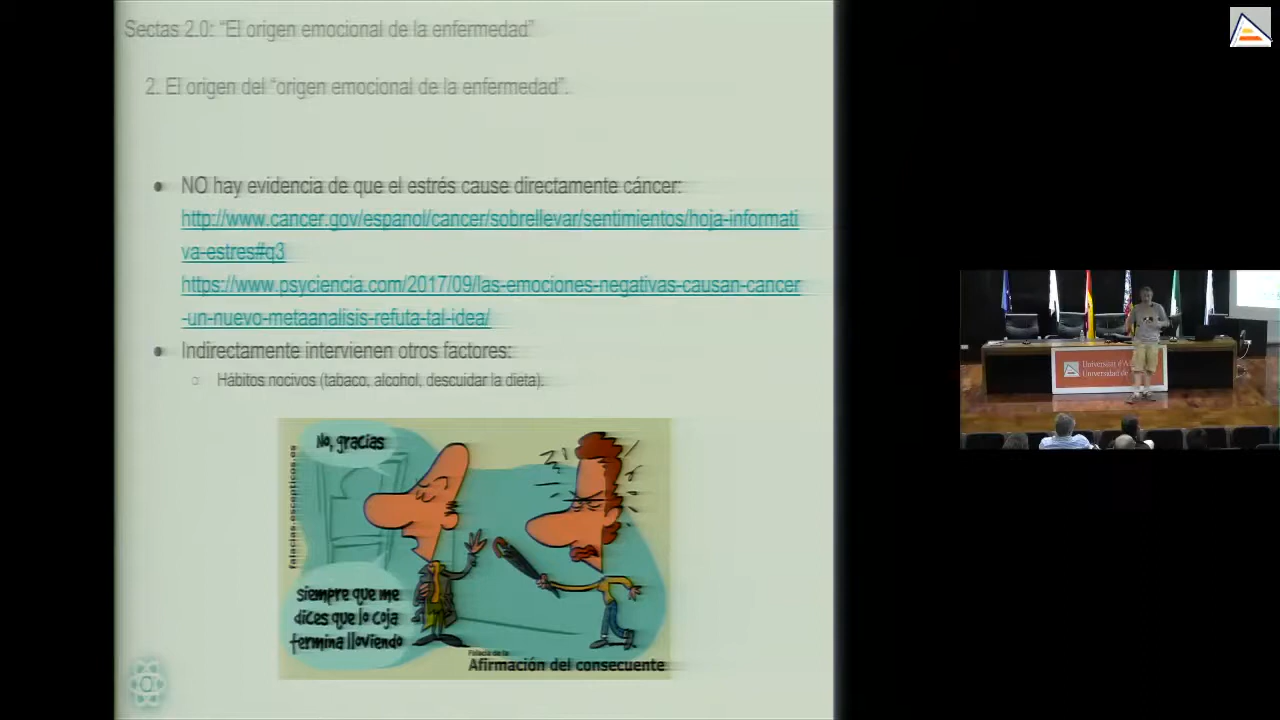 Sectas 2.0: “El origen emocional de la enfermedad”
2. El origen del “origen emocional de la enfermedad”.
NO hay evidencia de que el estrés cause directamente cáncer:
http://www.cancer.gov/espanol/cancer/sobrellevar/sentimientos/hoja-informati
va-estres#q3
https://www.psyciencia.com/2017/09/las-emociones-negativas-causan-cancer
-un-nuevo-metaanalisis-refuta-tal-idea/
Indirectamente intervienen otros factores:
Hábitos nocivos (tabaco, alcohol, descuidar la dieta).
No, gracias
falacias.escepticos.es
siempre que me
dices que lo coja
termina lloviendo
Falacia de la
Afirmación del consecuente
Universitat d'A
Universidad de